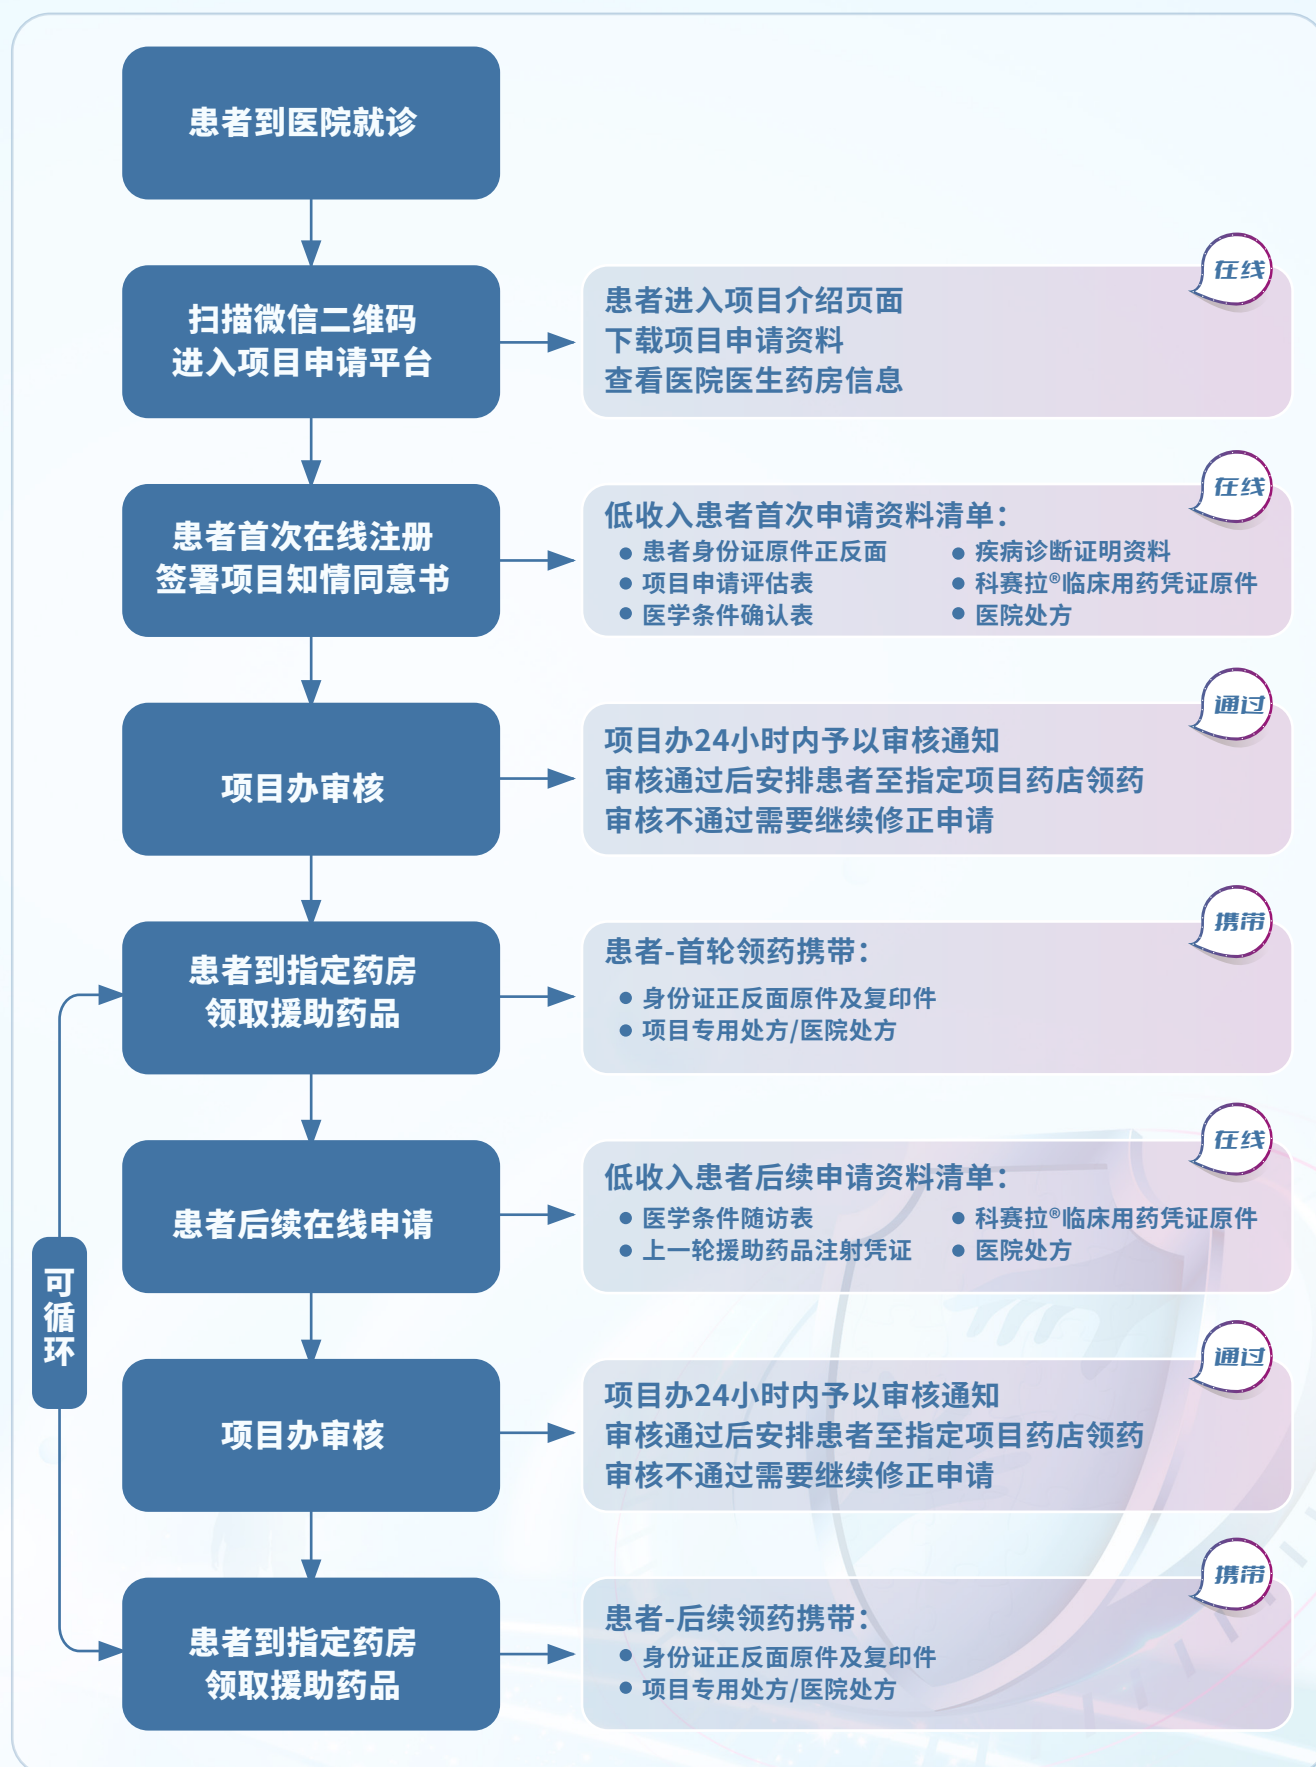 患者到医院就诊
扫描微信二维码
进入项目申请平台
在线
患者进入项目介绍页面
下载项目申请资料
查看医院医生药房信息
患者首次在线注册
签署项目知情同意书
在线
低收入患者首次申请资料清单：
● 患者身份证原件正反面
● 疾病诊断证明资料
● 项目申请评估表
● 科赛拉®临床用药凭证原件
● 医学条件确认表
● 医院处方
项目办审核
通过
项目办24小时内予以审核通知
审核通过后安排患者至指定项目药店领药
审核不通过需要继续修正申请
患者到指定药房
领取援助药品
携带
患者-首轮领药携带：
● 身份证正反面原件及复印件
● 项目专用处方/医院处方
患者后续在线申请
在线
低收入患者后续申请资料清单：
● 医学条件随访表
● 科赛拉®临床用药凭证原件
● 上一轮援助药品注射凭证
● 医院处方
可循环
项目办审核
通过
项目办24小时内予以审核通知
审核通过后安排患者至指定项目药店领药
审核不通过需要继续修正申请
患者到指定药房
领取援助药品
携带
患者-后续领药携带：
● 身份证正反面原件及复印件
● 项目专用处方/医院处方